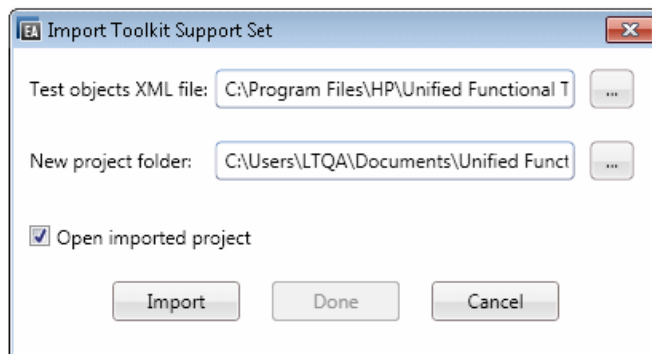 EA Import Toolkit Support Set
Test objects XML file: C:\Program Files\HP\Unified Functional T ...
New project folder: C:\Users\LTQA\Documents\Unified Funct ...
Open imported project
Import Done Cancel